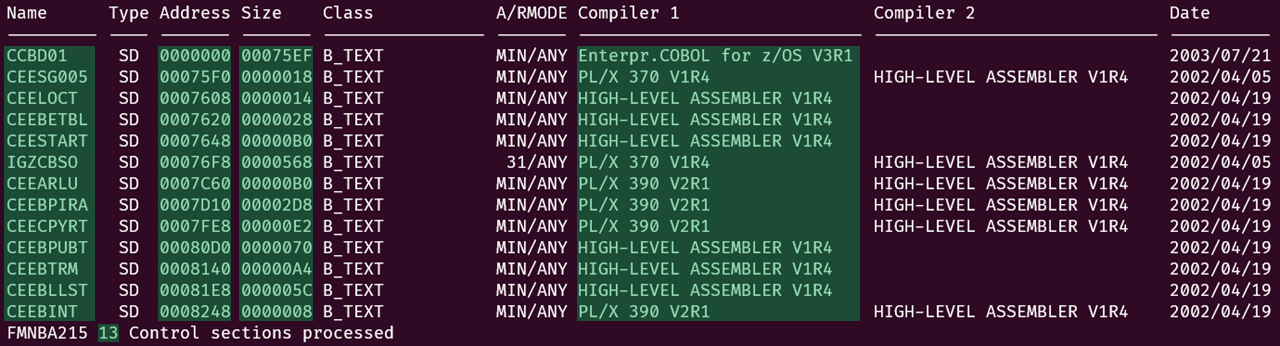 Name Type Address Size Class A/RMODE Compiler 1 Compiler 2 Date
CCBD01 SD 0000000 00075EF B_TEXT MIN/ANY Enterpr.COBOL for z/OS V3R1 2003/07/21
CEESG005 SD 00075F0 0000018 B_TEXT MIN/ANY PL/X 370 V1R4 HIGH-LEVEL ASSEMBLER V1R4 2002/04/05
CEELOCT SD 0007608 0000014 B_TEXT MIN/ANY HIGH-LEVEL ASSEMBLER V1R4 2002/04/19
CEEBETBL SD 0007620 0000028 B_TEXT MIN/ANY HIGH-LEVEL ASSEMBLER V1R4 2002/04/19
CEESTART SD 0007648 00000B0 B_TEXT MIN/ANY HIGH-LEVEL ASSEMBLER V1R4 2002/04/19
IGZCBSO SD 00076F8 0000568 B_TEXT 31/ANY PL/X 370 V1R4 HIGH-LEVEL ASSEMBLER V1R4 2002/04/05
CEEARLU SD 0007C60 00000B0 B_TEXT MIN/ANY PL/X 390 V2R1 HIGH-LEVEL ASSEMBLER V1R4 2002/04/19
CEEBPIRA SD 0007D10 00002D8 B_TEXT MIN/ANY PL/X 390 V2R1 HIGH-LEVEL ASSEMBLER V1R4 2002/04/19
CEECPYRT SD 0007FE8 00000E2 B_TEXT MIN/ANY PL/X 390 V2R1 HIGH-LEVEL ASSEMBLER V1R4 2002/04/19
CEEBPUBT SD 00080D0 0000070 B_TEXT MIN/ANY HIGH-LEVEL ASSEMBLER V1R4 2002/04/19
CEEBTRM SD 0008140 00000A4 B_TEXT MIN/ANY HIGH-LEVEL ASSEMBLER V1R4 2002/04/19
CEEBLLST SD 00081E8 000005C B_TEXT MIN/ANY HIGH-LEVEL ASSEMBLER V1R4 2002/04/19
CEEBINT SD 0008248 0000008 B_TEXT MIN/ANY PL/X 390 V2R1 HIGH-LEVEL ASSEMBLER V1R4 2002/04/19
FMNBA215 13 Control sections processed